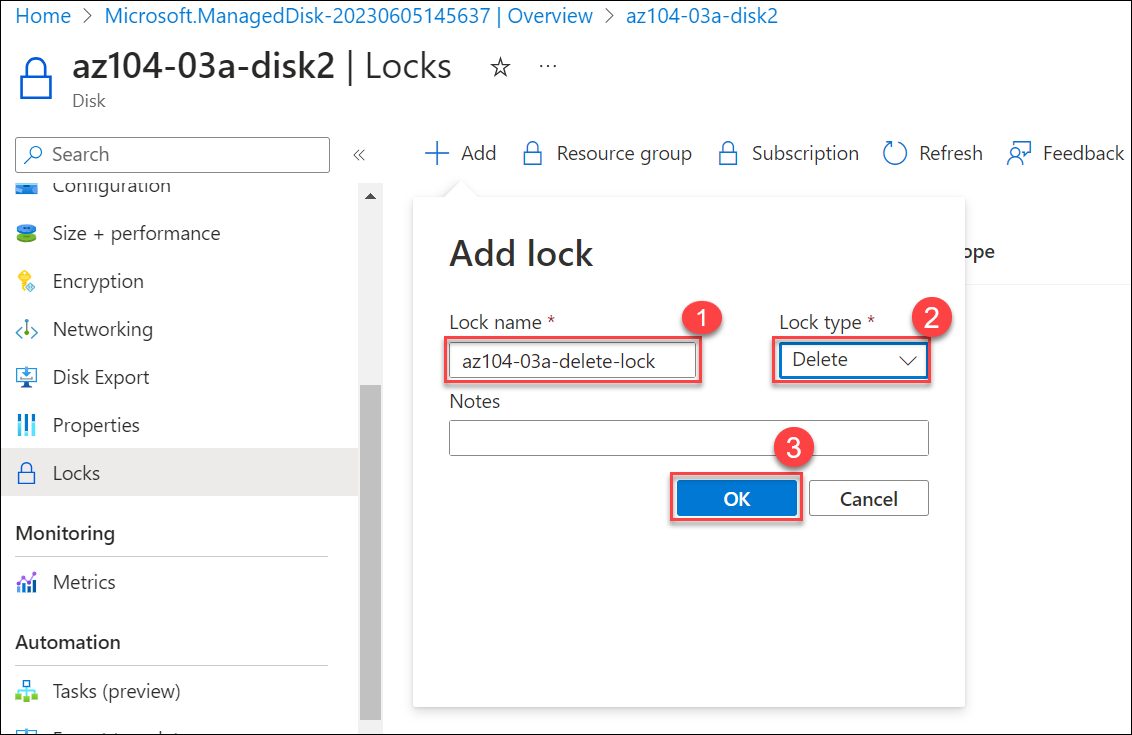 Home > Microsoft.ManagedDisk-20230605145637 | Overview > az104-03a-disk2
az104-03a-disk2 | Locks
Disk
Search
Add
Resource group
Subscription
Refresh
Feedback
Configuration
Size + performance
Encryption
Networking
Disk Export
Properties
Locks
Monitoring
Metrics
Automation
Tasks (preview)
Add lock
ope
Lock name *
1
Lock type *
2
az104-03a-delete-lock
Delete
Notes
3
OK
Cancel